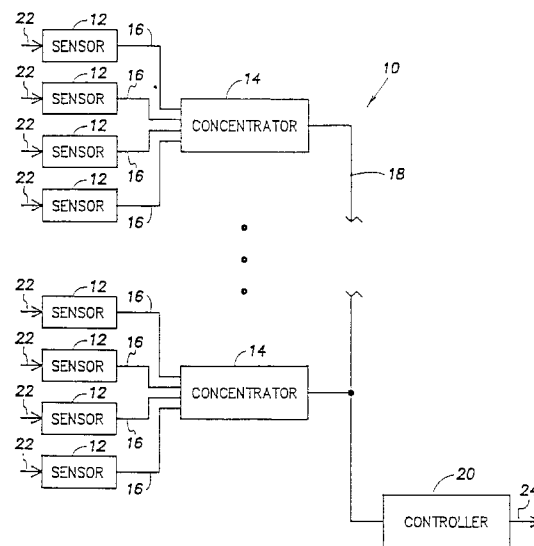 22 12 16
SENSOR
10
22 12 16 14
SENSOR
CONCENTRATOR
22 12
SENSOR 16
18
22 12
SENSOR 16
22 12 16
SENSOR
22 12 16 14
SENSOR
CONCENTRATOR
22 12
SENSOR 16
22 12
SENSOR 16
20
24
CONTROLLER